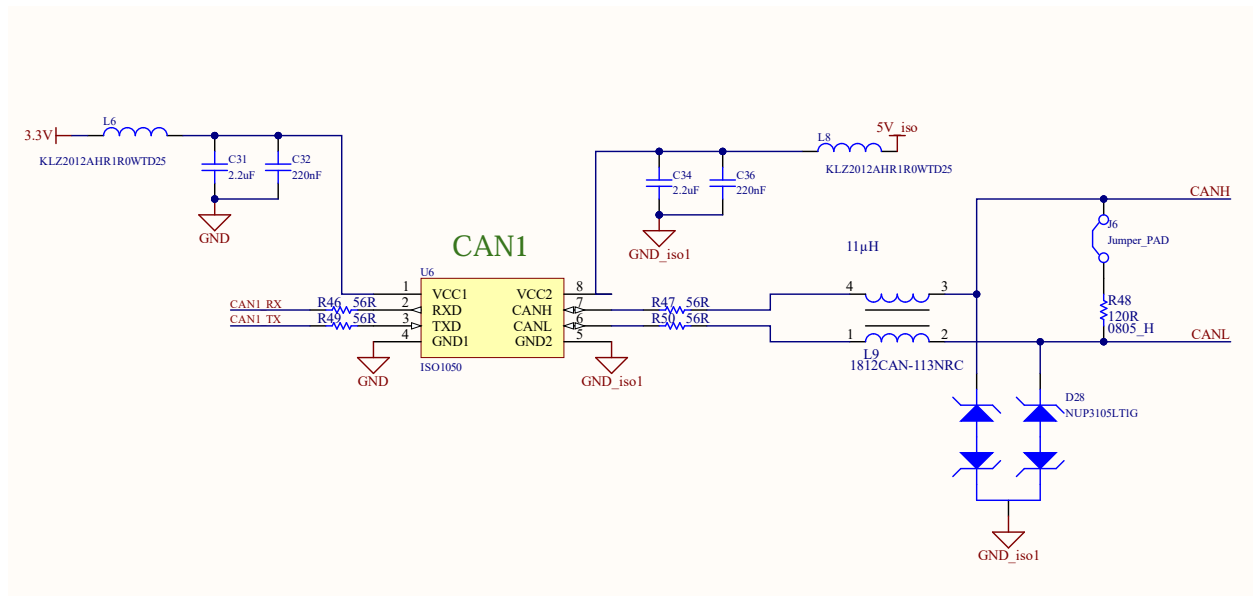 L6
3.3V
KLZ2012AHR1R0WTD25
C31
2.2uF
C32
220nF
GND
5V_iso
L8
KLZ2012AHR1R0WTD25
C34
2.2uF
C36
220nF
GND_iso1
CAN1
U6
1 VCC1 VCC2 8
2 RXD CANH 7
3 TXD CANL 6
4 GND1 GND2 5
ISO1050
CAN1_RX R46 56R
CAN1_TX R49 56R
GND
R47 56R
R50 56R
GND_iso1
11µH
4 3
1 2
L9
1812CAN-113NRC
CANH
J6
Jumper_PAD
R48
120R
0805_H
CANL
D28
NUP3105LT1G
GND_iso1